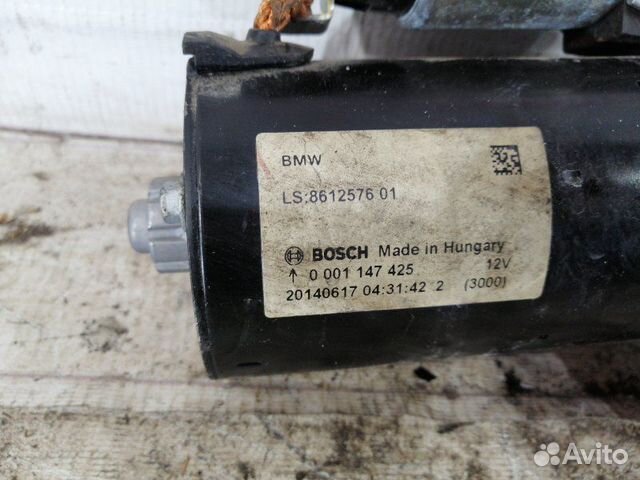 BMW
LS:8612576 01
BOSCH Made in Hungary
↑ 0 001 147 425 12V
20140617 04:31:42 2 (3000)
Avito